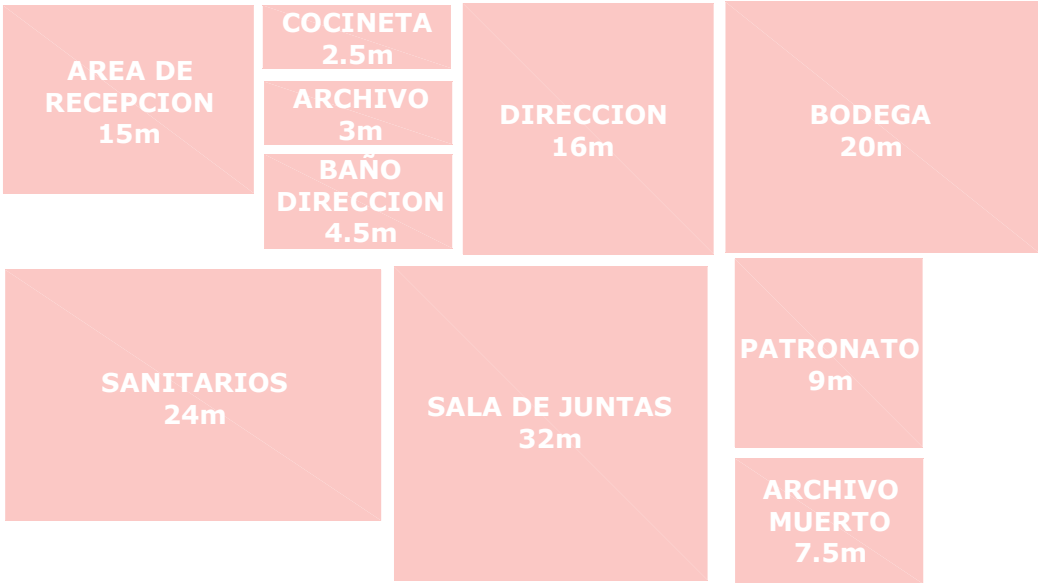 AREA DE
RECEPCION
15m
COCINETA
2.5m
ARCHIVO
3m
BAÑO
DIRECCION
4.5m
DIRECCION
16m
BODEGA
20m
SANITARIOS
24m
SALA DE JUNTAS
32m
PATRONATO
9m
ARCHIVO
MUERTO
7.5m